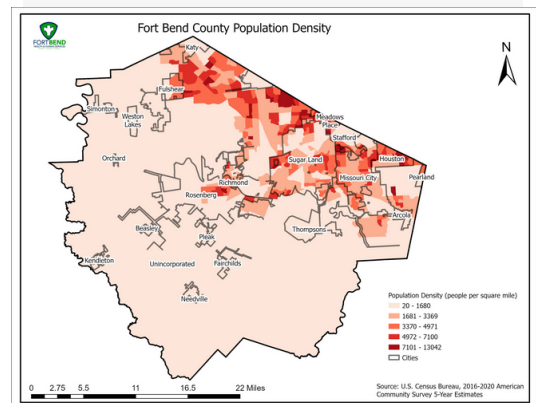 Fort Bend County Population Density
FORT BEND
N
Katy
Fulshear
Simonton
Weston
Lakes
Meadows
Place
Stafford
Orchard
Sugar Land
Houston
Richmond
Missouri City
Pearland
Rosenberg
Arcola
Beasley
Pleak
Thompsons
Kendleton
Unincorporated
Fairchilds
Needville
Population Density (people per square mile)
20 - 1680
1681 - 3369
3370 - 4971
4972 - 7100
7101 - 13042
Cities
0 2.75 5.5 11 16.5 22 Miles
Source: U.S. Census Bureau, 2016-2020 American
Community Survey 5-Year Estimates